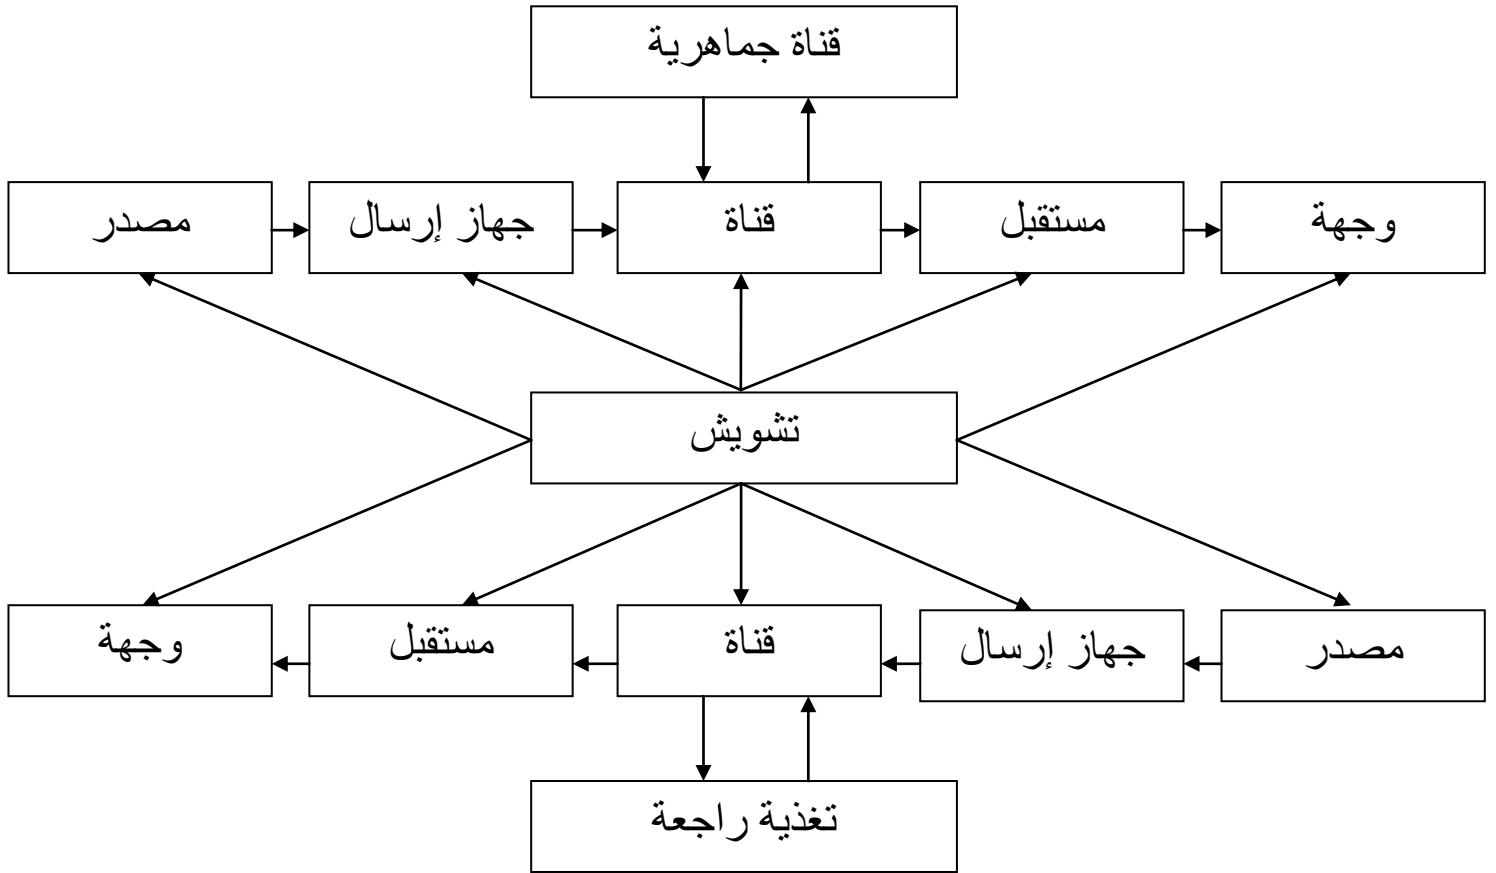 قناة جماهرية
مصدر
جهاز إرسال
قناة
مستقبل
وجهة
تشويش
وجهة
مستقبل
قناة
جهاز إرسال
مصدر
تغذية راجعة